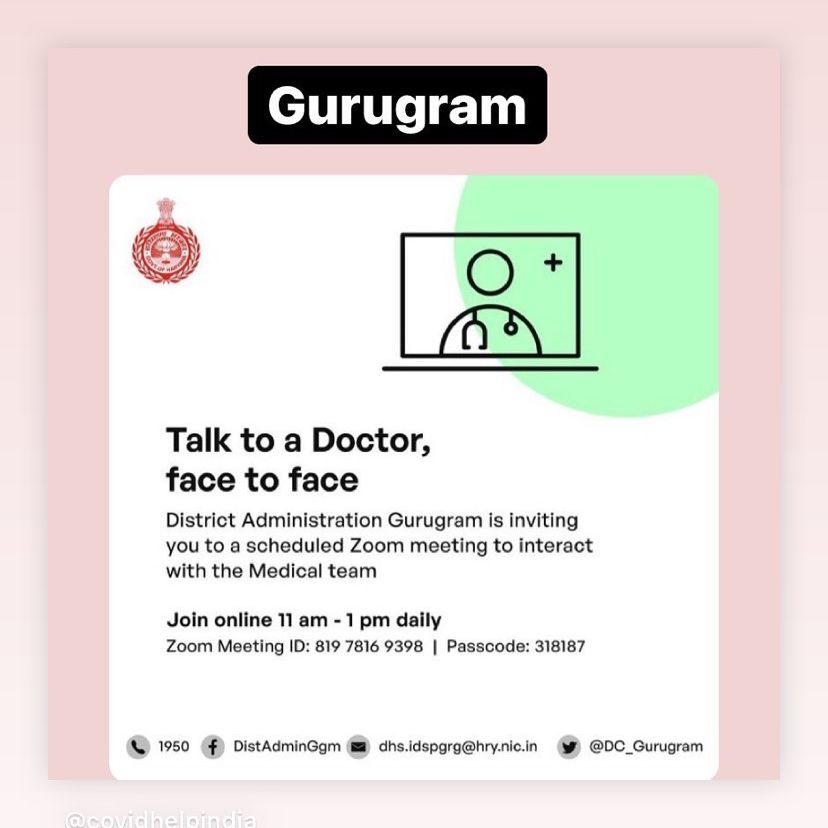 Gurugram
Talk to a Doctor,
face to face
District Administration Gurugram is inviting
you to a scheduled Zoom meeting to interact
with the Medical team
Join online 11 am - 1 pm daily
Zoom Meeting ID: 819 7816 9398 | Passcode: 318187
1950 DistAdminGgm dhs.idspgrg@hry.nic.in @DC_Gurugram
@covidhelpindia